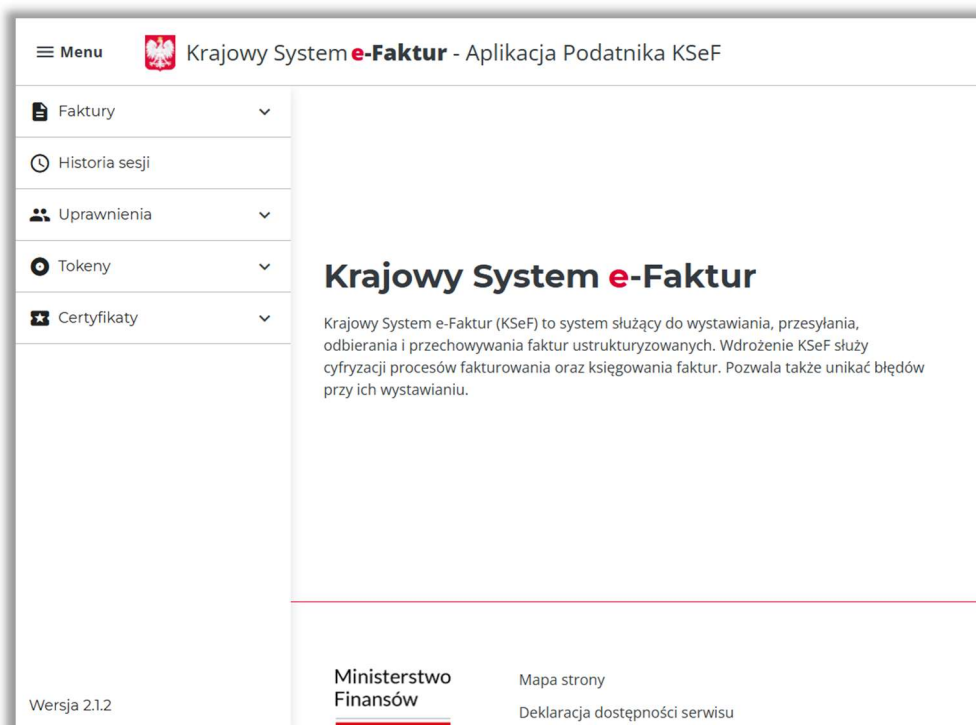 Menu
Krajowy System e-Faktur - Aplikacja Podatnika KSeF
Faktury
Historia sesji
Uprawnienia
Tokeny
Certyfikaty
Krajowy System e-Faktur
Krajowy System e-Faktur (KSeF) to system służący do wystawiania, przesyłania,
odbierania i przechowywania faktur ustrukturyzowanych. Wdrożenie KSeF służy
cyfryzacji procesów fakturowania oraz księgowania faktur. Pozwala także unikać błędów
przy ich wystawianiu.
Ministerstwo
Finansów
Mapa strony
Deklaracja dostępności serwisu
Wersja 2.1.2